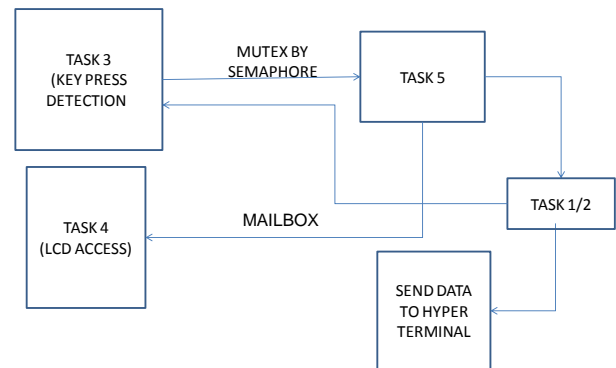 TASK 3
(KEY PRESS
DETECTION
MUTEX BY
SEMAPHORE
TASK 5
TASK 4
(LCD ACCESS)
MAILBOX
TASK 1/2
SEND DATA
TO HYPER
TERMINAL